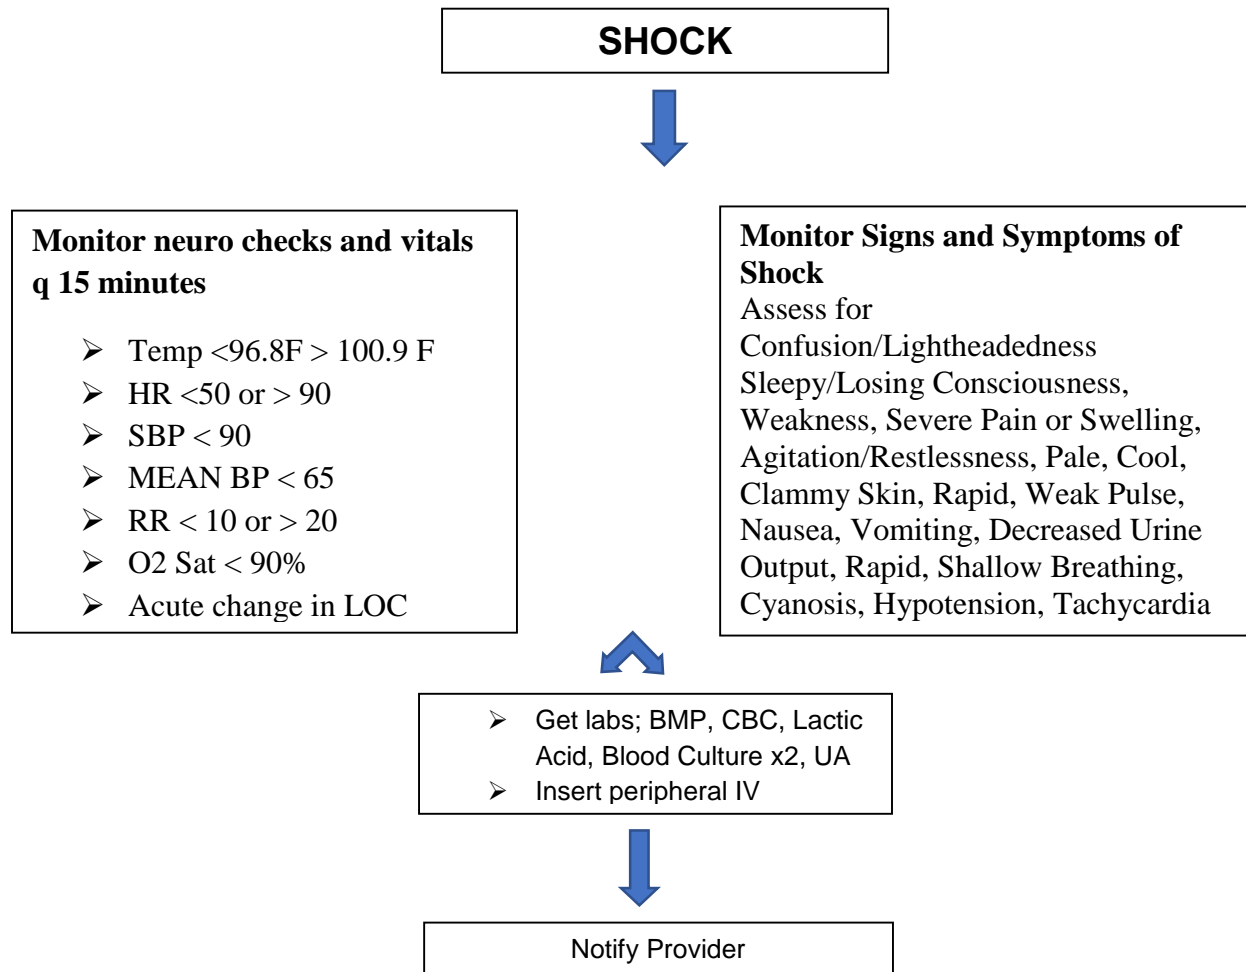 SHOCK
Monitor neuro checks and vitals
q 15 minutes
➢ Temp <96.8F > 100.9 F
➢ HR <50 or > 90
➢ SBP < 90
➢ MEAN BP < 65
➢ RR < 10 or > 20
➢ O2 Sat < 90%
➢ Acute change in LOC
Monitor Signs and Symptoms of
Shock
Assess for
Confusion/Lightheadedness
Sleepy/Losing Consciousness,
Weakness, Severe Pain or Swelling,
Agitation/Restlessness, Pale, Cool,
Clammy Skin, Rapid, Weak Pulse,
Nausea, Vomiting, Decreased Urine
Output, Rapid, Shallow Breathing,
Cyanosis, Hypotension, Tachycardia
➢ Get labs; BMP, CBC, Lactic
Acid, Blood Culture x2, UA
➢ Insert peripheral IV
Notify Provider